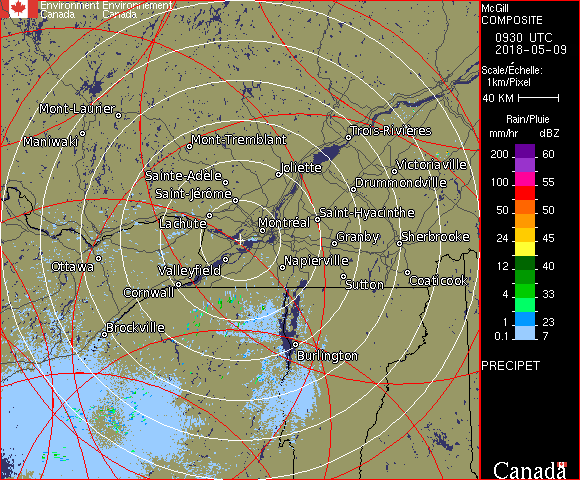 Environment Environnement
Canada Canada
McGill
COMPOSITE
0930 UTC
2018-05-09
Scale/Échelle:
1km/Pixel
40 KM
Rain/Pluie
mm/hr dBZ
200 60
100 55
50 50
24 45
12 40
4 33
1 23
0.1 7
PRECIPET
Canada
Mont-Laurier
Maniwaki
Trois-Rivières
Mont-Tremblant
Victoriaville
Joliette
Sainte-Adèle
Drummondville
Saint-Jérôme
Saint-Hyacinthe
Lachute
Montréal
Granby
Sherbrooke
Ottawa
Valleyfield
Napierville
Cornwall
Sutton
Coaticook
Brockville
Burlington